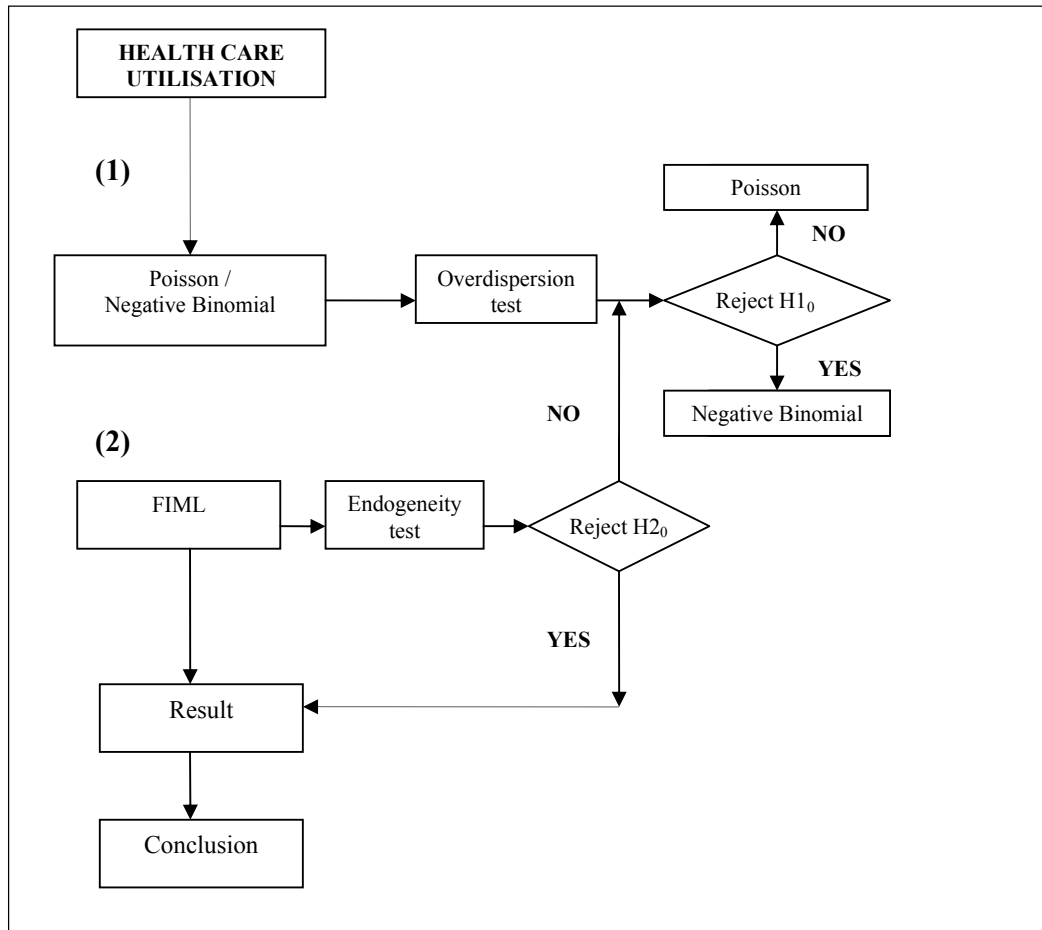 HEALTH CARE
UTILISATION
(1)
Poisson
NO
Poisson /
Negative Binomial
Overdispersion
test
Reject H1₀
YES
Negative Binomial
NO
(2)
FIML
Endogeneity
test
Reject H2₀
YES
Result
Conclusion